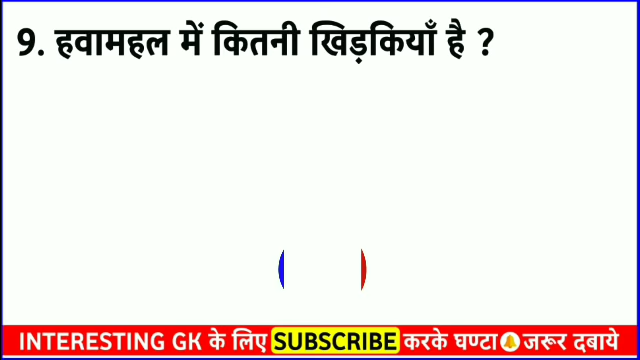 9. हवामहल में कितनी खिड़कियाँ है ?
INTERESTING GK के लिए SUBSCRIBE करके घण्टा जरूर दबाये